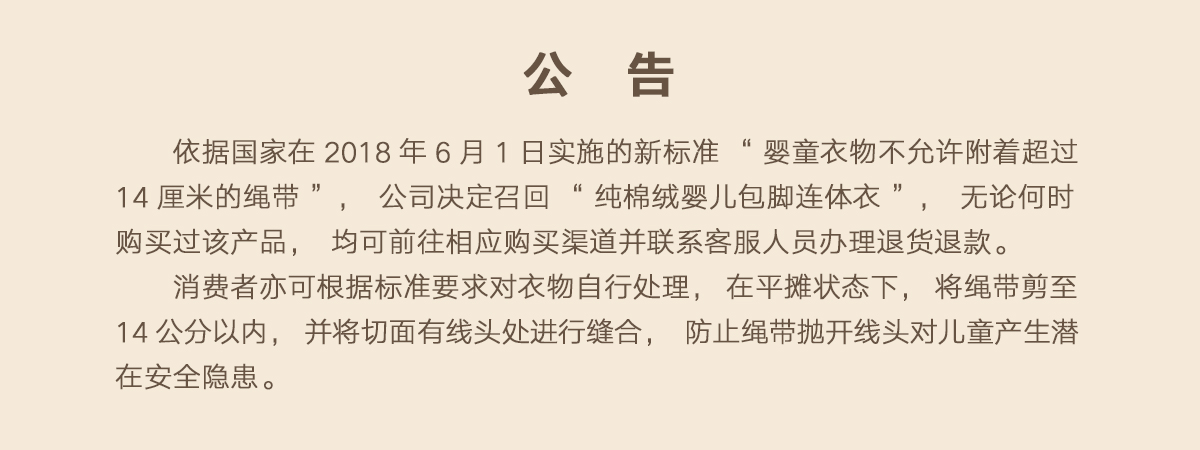 公 告
依据国家在 2018 年 6 月 1 日实施的新标准 “ 婴童衣物不允许附着超过
14 厘米的绳带 ”， 公司决定召回 “ 纯棉绒婴儿包脚连体衣 ”， 无论何时
购买过该产品， 均可前往相应购买渠道并联系客服人员办理退货退款。
消费者亦可根据标准要求对衣物自行处理， 在平摊状态下， 将绳带剪至
14 公分以内， 并将切面有线头处进行缝合， 防止绳带抛开线头对儿童产生潜
在安全隐患。